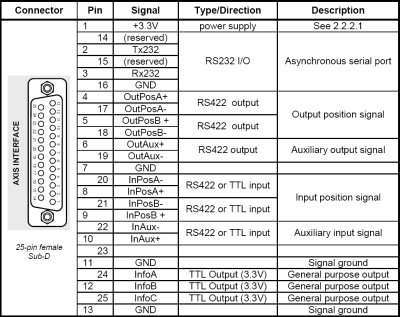 Connector Pin Signal Type/Direction Description
1 +3.3V power supply See 2.2.2.1
14 (reserved)
2 Tx232
15 (reserved) RS232 I/O Asynchronous serial port
3 Rx232
16 GND
4 OutPosA+
17 OutPosA- RS422 output
5 OutPosB + Output position signal
18 OutPosB- RS422 output
6 OutAux+
19 OutAux- RS422 output Auxiliary output signal
7 GND
20 InPosA-
8 InPosA+ RS422 or TTL input
21 InPosB- Input position signal
9 InPosB + RS422 or TTL input
22 InAux-
10 InAux+ RS422 or TTL input Auxiliary input signal
23
11 GND Signal ground
24 InfoA TTL Output (3.3V) General purpose output
12 InfoB TTL Output (3.3V) General purpose output
25 InfoC TTL Output (3.3V) General purpose output
13 GND Signal ground
AXIS INTERFACE
25-pin female
Sub-D